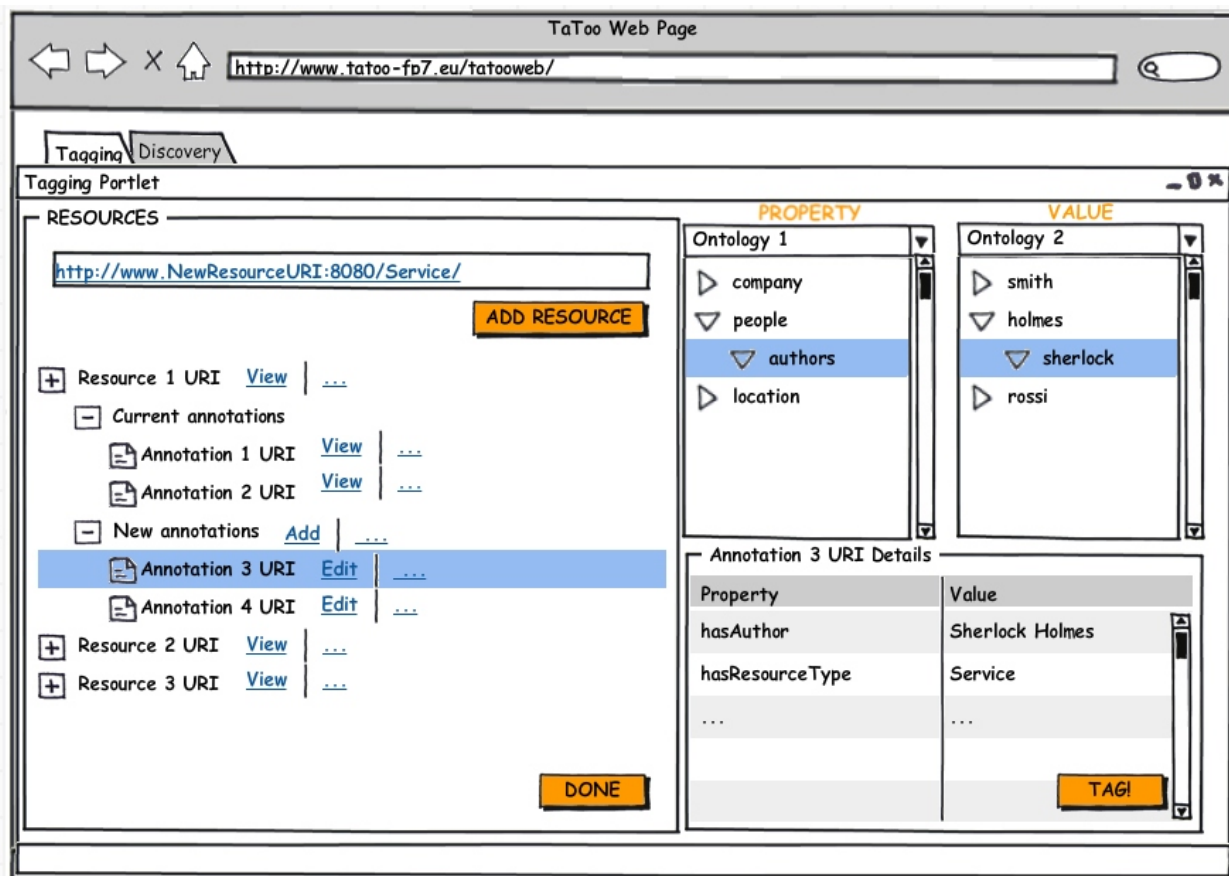 TaToo Web Page
http://www.tatoo-fp7.eu/tatooweb/
Tagging Discovery
Tagging Portlet
RESOURCES
http://www.NewResourceURI:8080/Service/
ADD RESOURCE
Resource 1 URI View | ...
Current annotations
Annotation 1 URI View | ...
Annotation 2 URI View | ...
New annotations Add | ...
Annotation 3 URI Edit | ...
Annotation 4 URI Edit | ...
Resource 2 URI View | ...
Resource 3 URI View | ...
DONE
PROPERTY
Ontology 1
company
people
authors
location
VALUE
Ontology 2
smith
holmes
sherlock
rossi
Annotation 3 URI Details
Property Value
hasAuthor Sherlock Holmes
hasResourceType Service
... ...
TAG!